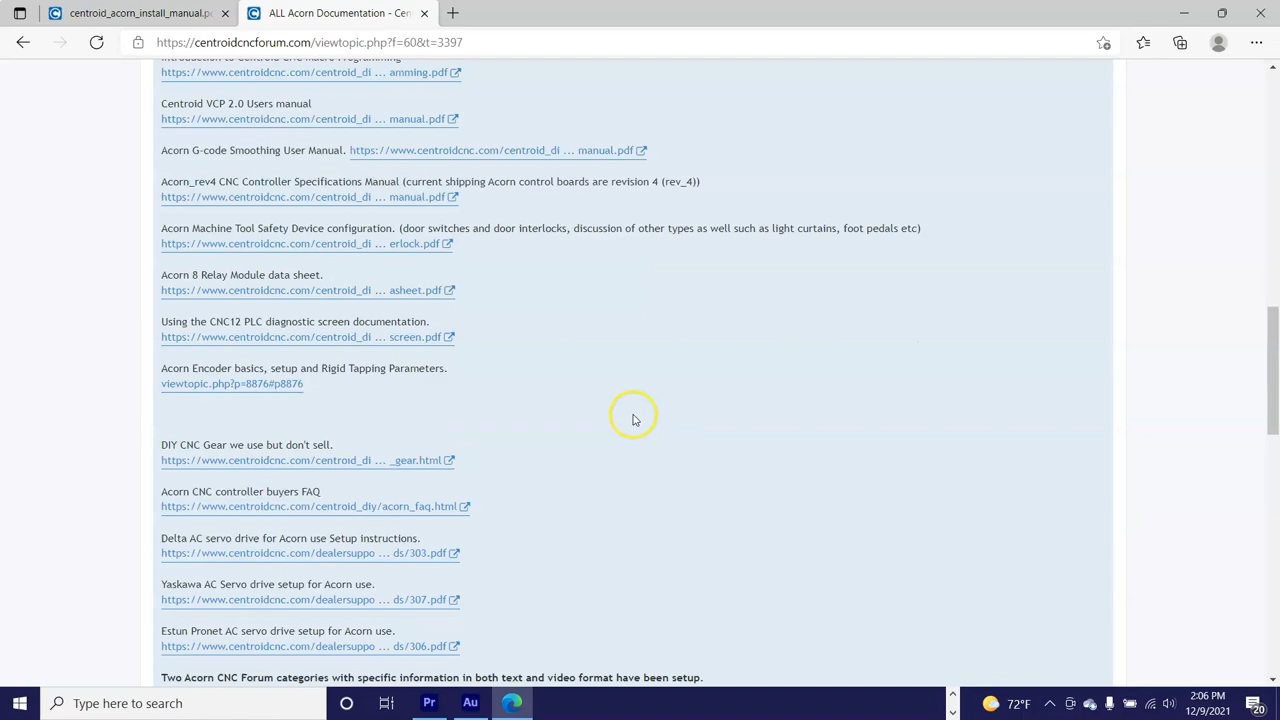 centroid_acorn_install_manual.p
ALL Acorn Documentation - Cen
https://centroidcncforum.com/viewtopic.php?f=60&t=3397
Introduction to Centroid CNC Macro Programming
https://www.centroidcnc.com/centroid_di ... amming.pdf
Centroid VCP 2.0 Users manual
https://www.centroidcnc.com/centroid_di ... manual.pdf
Acorn G-code Smoothing User Manual. https://www.centroidcnc.com/centroid_di ... manual.pdf
Acorn_rev4 CNC Controller Specifications Manual (current shipping Acorn control boards are revision 4 (rev_4))
https://www.centroidcnc.com/centroid_di ... manual.pdf
Acorn Machine Tool Safety Device configuration. (door switches and door interlocks, discussion of other types as well such as light curtains, foot pedals etc)
https://www.centroidcnc.com/centroid_di ... erlock.pdf
Acorn 8 Relay Module data sheet.
https://www.centroidcnc.com/centroid_di ... asheet.pdf
Using the CNC12 PLC diagnostic screen documentation.
https://www.centroidcnc.com/centroid_di ... screen.pdf
Acorn Encoder basics, setup and Rigid Tapping Parameters.
viewtopic.php?p=8876#p8876
DIY CNC Gear we use but don't sell.
https://www.centroidcnc.com/centroid_di ... _gear.html
Acorn CNC controller buyers FAQ
https://www.centroidcnc.com/centroid_diy/acorn_faq.html
Delta AC servo drive for Acorn use Setup instructions.
https://www.centroidcnc.com/dealersuppo ... ds/303.pdf
Yaskawa AC Servo drive setup for Acorn use.
https://www.centroidcnc.com/dealersuppo ... ds/307.pdf
Estun Pronet AC servo drive setup for Acorn use.
https://www.centroidcnc.com/dealersuppo ... ds/306.pdf
Two Acorn CNC Forum categories with specific information in both text and video format have been setup.
Type here to search
Pr
Au
72°F
2:06 PM
12/9/2021
20